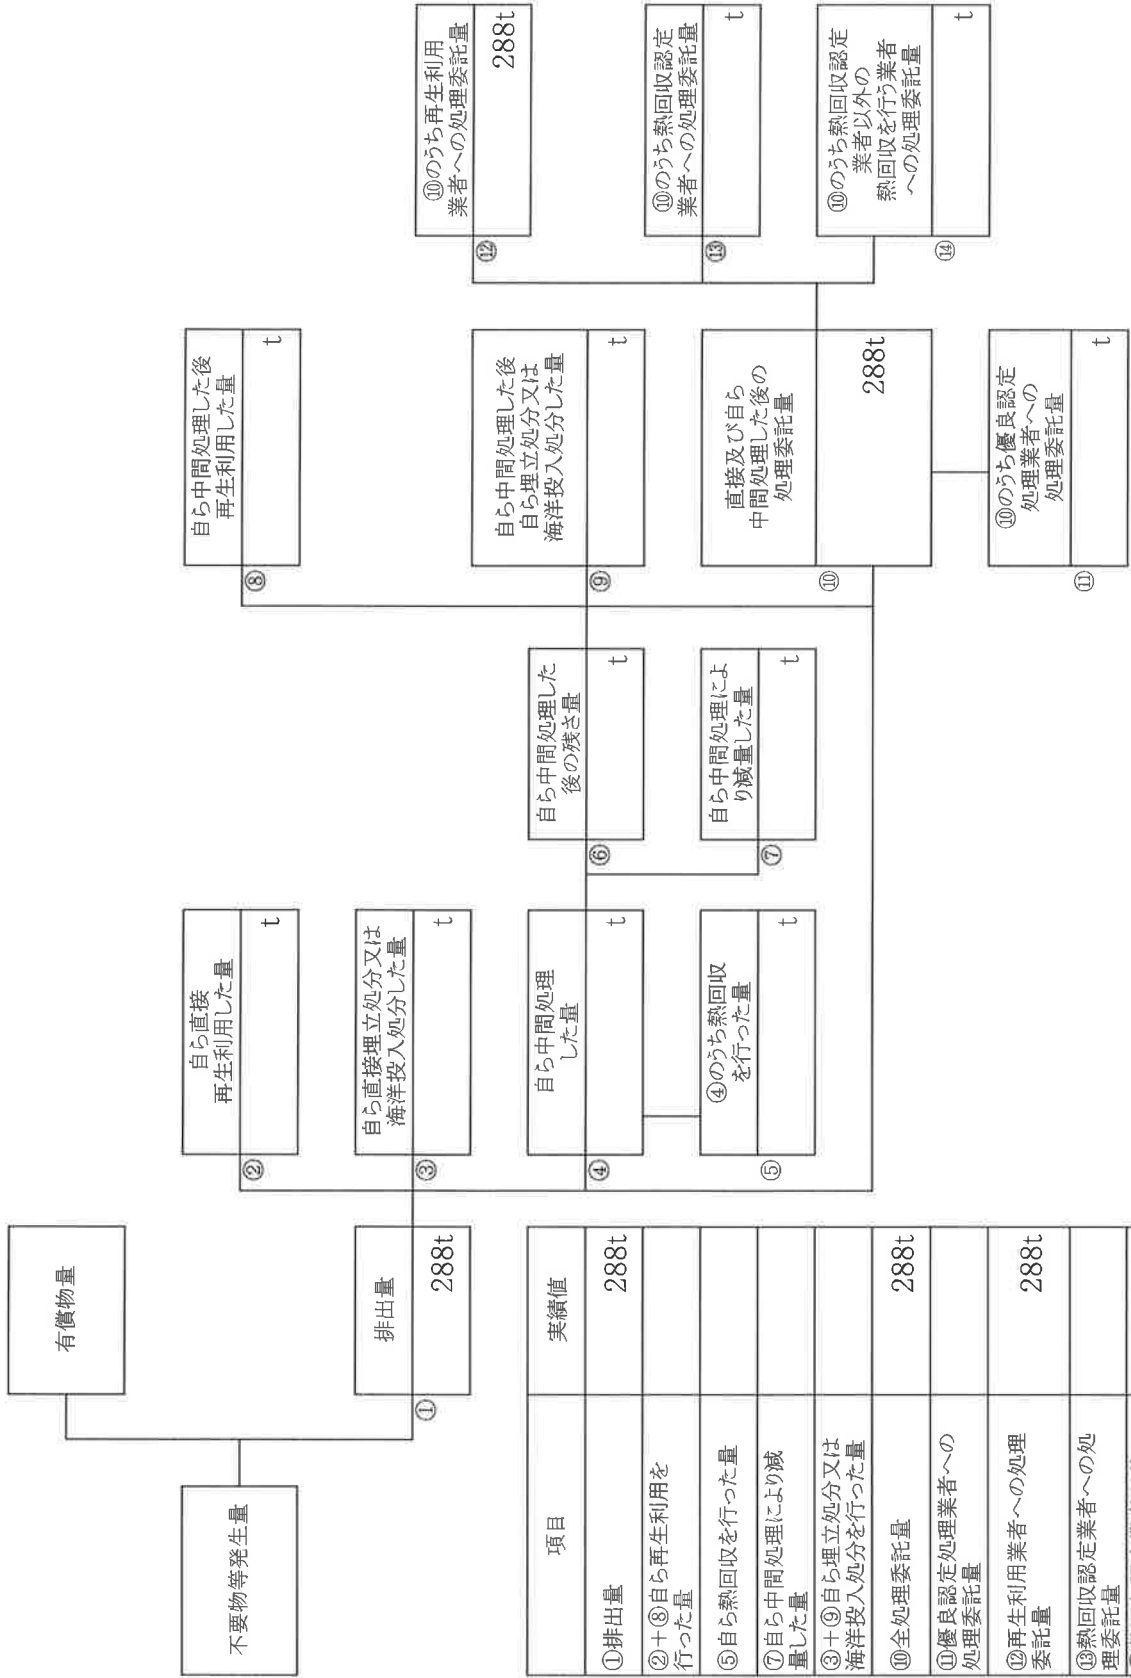 不要物等発生量
有償物量
①
排出量
288t
②
自ら直接
再生利用した量
t
③
自ら直接埋立処分又は
海洋投入処分した量
t
④
自ら中間処理
した量
t
⑤
④のうち熱回収
を行った量
t
⑥
自ら中間処理した
後の残さ量
t
⑦
自ら中間処理によ
り減量した量
t
⑧
自ら中間処理した後
再生利用した量
t
⑨
自ら中間処理した後
自ら埋立処分又は
海洋投入処分した量
t
⑩
直接及び自ら
中間処理した後の
処理委託量
288t
⑪
⑩のうち優良認定
処理業者への
処理委託量
t
⑫
⑩のうち再生利用
業者への処理委託量
288t
⑬
⑩のうち熱回収認定
業者への処理委託量
t
⑭
⑩のうち熱回収認定
業者以外の
熱回収を行う業者
への処理委託量
t
項目
実績値
①排出量
288t
②+⑧自ら再生利用を
行った量
⑤自ら熱回収を行った量
⑦自ら中間処理により減
量した量
③+⑨自ら埋立処分又は
海洋投入処分を行った量
⑩全処理委託量
288t
⑪優良認定処理業者への
処理委託量
⑫再生利用業者への処理
委託量
288t
⑬熱回収認定業者への処
理委託量